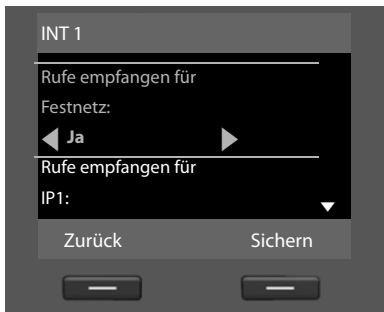 INT 1
Rufe empfangen für
Festnetz:
Ja
Rufe empfangen für
IP1:
Zurück Sichern